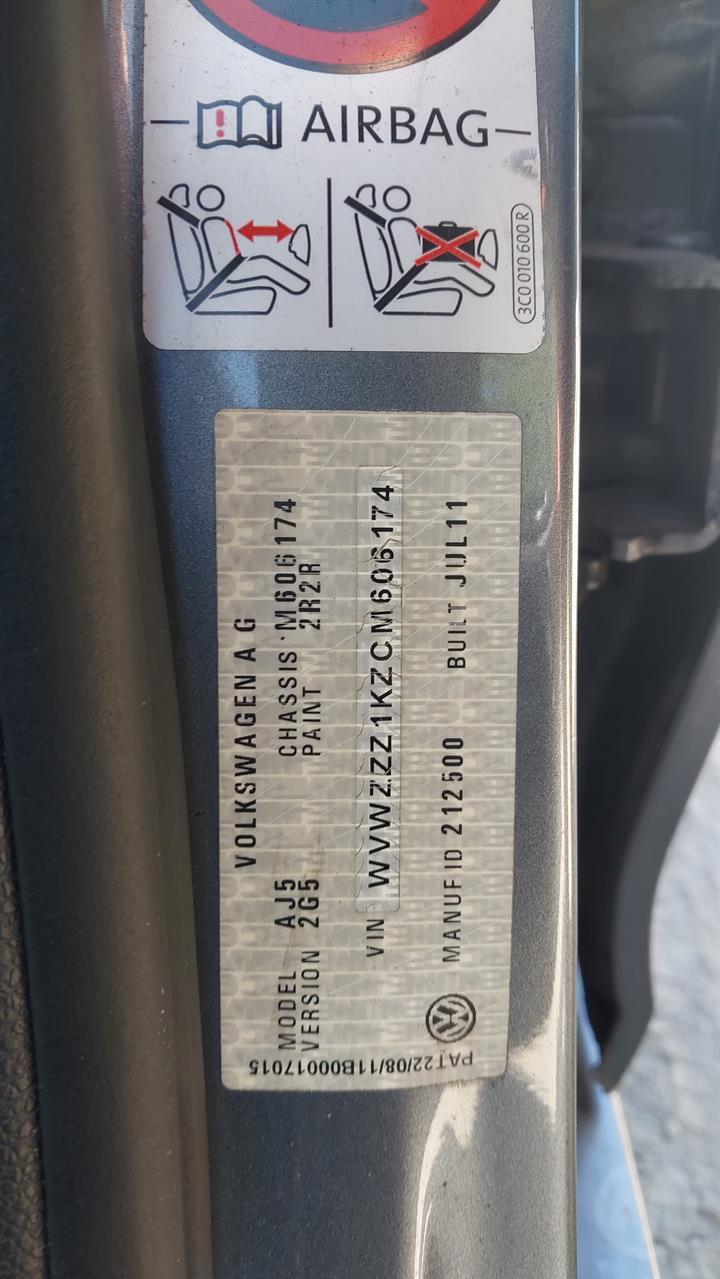 AIRBAG
3C0 010 600 R
VOLKSWAGEN A G
MODEL AJ5 CHASSIS M606174
VERSION 2G5 PAINT 2R2R
VIN WVWZZZ1KZCM606174
MANUF ID 212500 BUILT JUL11
PAT22/08/11B00017015